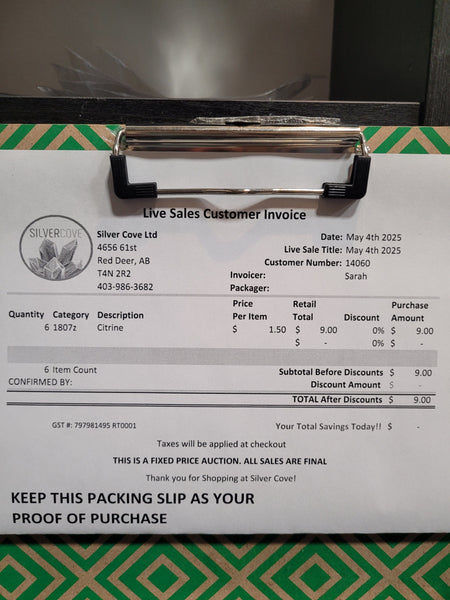 Live Sales Customer Invoice
SILVERCOVE
Silver Cove Ltd
4656 61st
Red Deer, AB
T4N 2R2
403-986-3682
Date: May 4th 2025
Live Sale Title: May 4th 2025
Customer Number: 14060
Invoicer: Sarah
Packager:
Quantity Category Description Price Per Item Retail Total Discount Purchase Amount
6 1807z Citrine $ 1.50 $ 9.00 0% $ 9.00
$ - 0% $ -
6 Item Count Subtotal Before Discounts $ 9.00
CONFIRMED BY: Discount Amount $ -
TOTAL After Discounts $ 9.00
GST #: 797981495 RT0001 Your Total Savings Today!! $ -
Taxes will be applied at checkout
THIS IS A FIXED PRICE AUCTION. ALL SALES ARE FINAL
Thank you for Shopping at Silver Cove!
KEEP THIS PACKING SLIP AS YOUR
PROOF OF PURCHASE